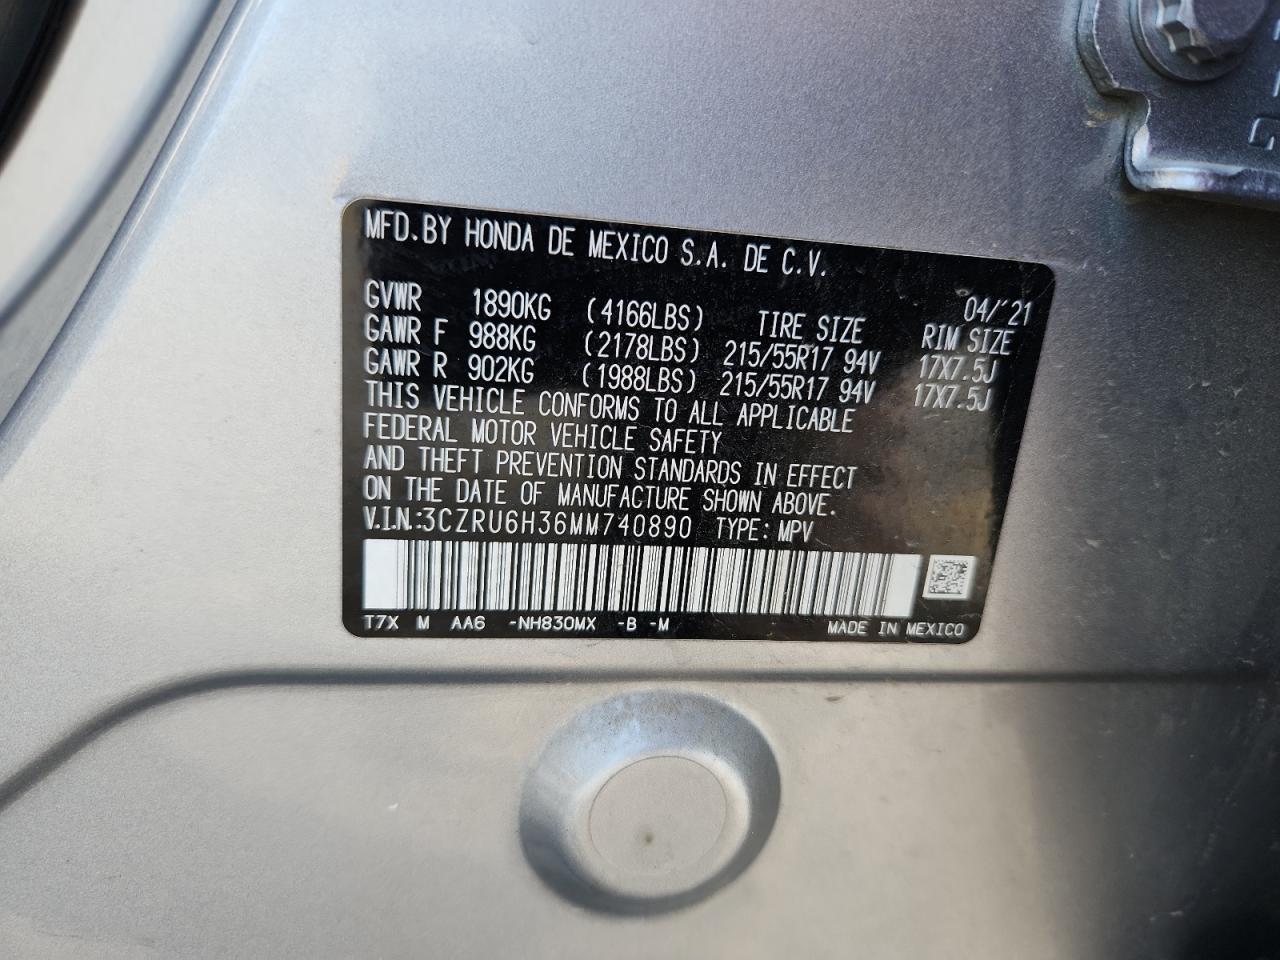 MFD.BY HONDA DE MEXICO S.A. DE C.V.
04/'21
GVWR 1890KG (4166LBS) TIRE SIZE RIM SIZE
GAWR F 988KG (2178LBS) 215/55R17 94V 17X7.5J
GAWR R 902KG (1988LBS) 215/55R17 94V 17X7.5J
THIS VEHICLE CONFORMS TO ALL APPLICABLE
FEDERAL MOTOR VEHICLE SAFETY
AND THEFT PREVENTION STANDARDS IN EFFECT
ON THE DATE OF MANUFACTURE SHOWN ABOVE.
V.I.N.:3CZRU6H36MM740890 TYPE: MPV
T7X M AA6 -NH830MX -B -M MADE IN MEXICO